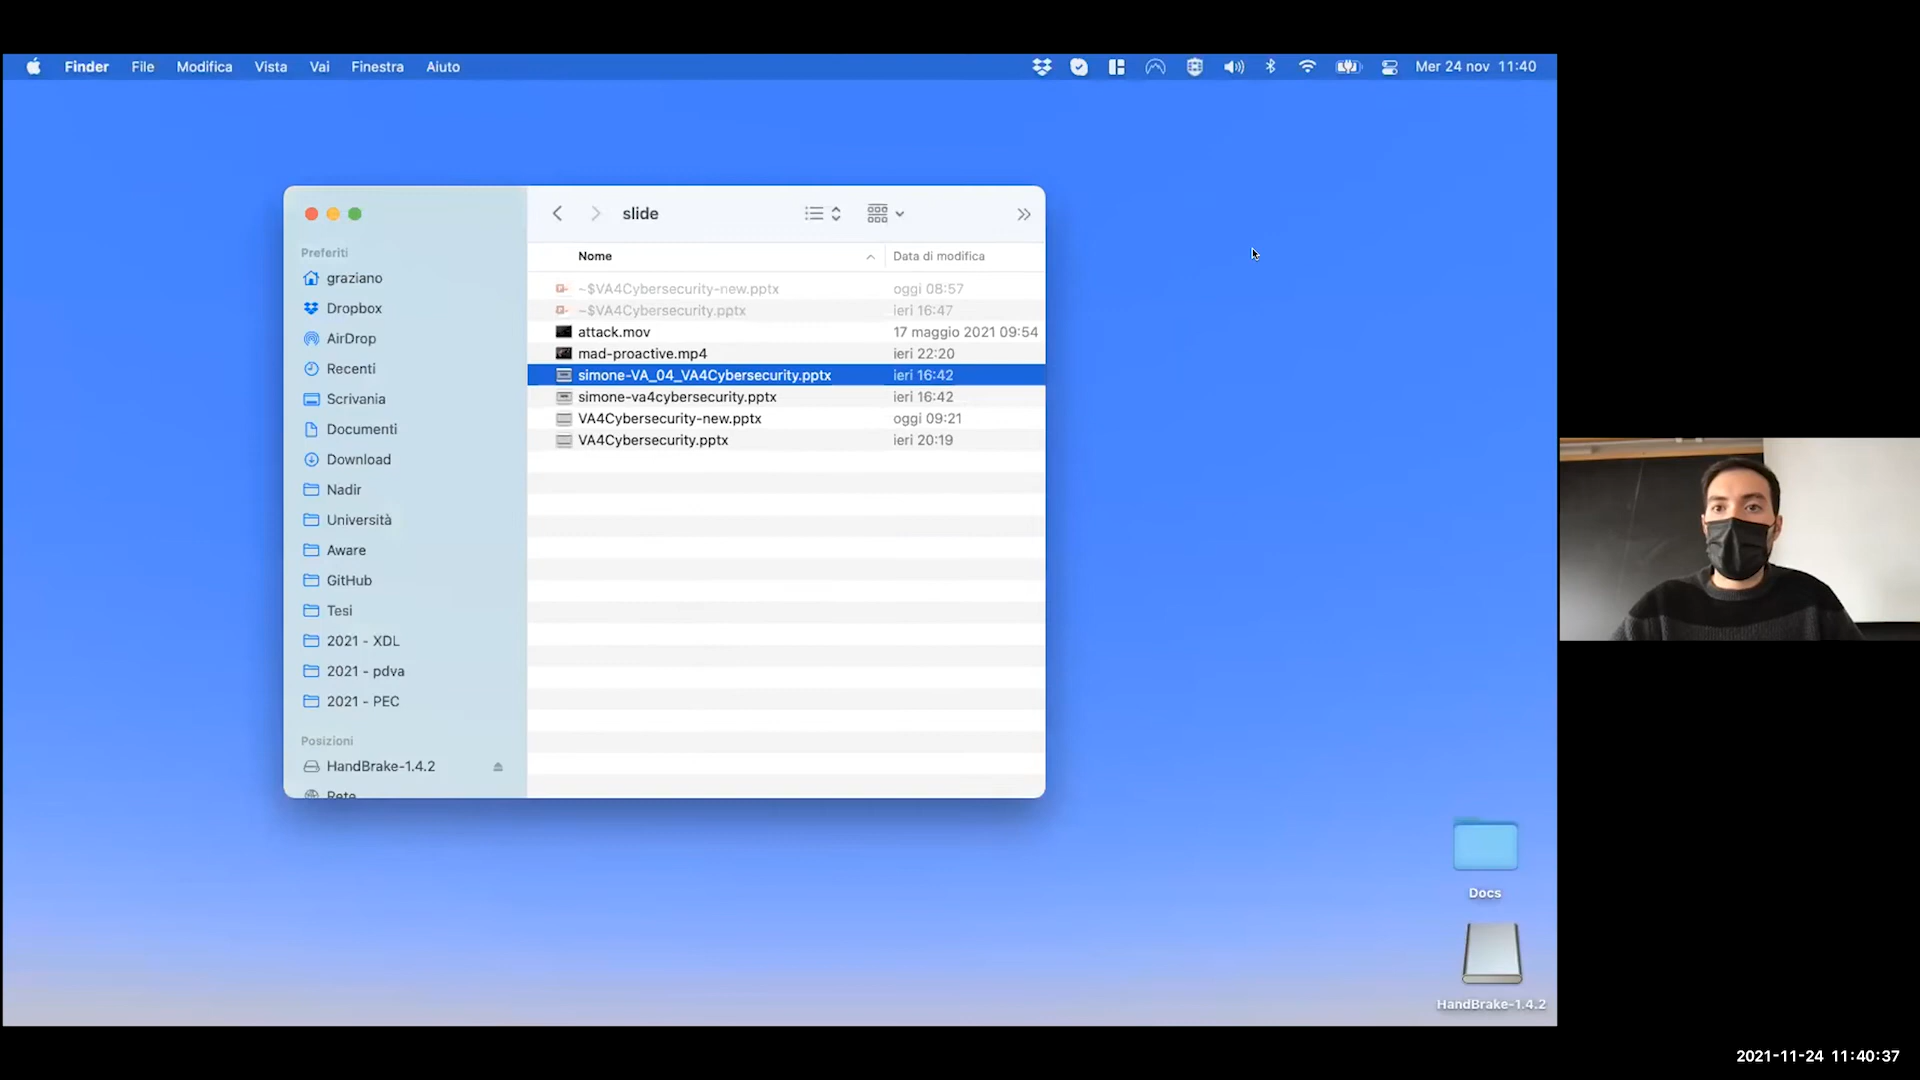 Finder File Modifica Vista Vai Finestra Aiuto Mer 24 nov 11:40
slide
Preferiti
graziano
Dropbox
AirDrop
Recenti
Scrivania
Documenti
Download
Nadir
Università
Aware
GitHub
Tesi
2021 - XDL
2021 - pdva
2021 - PEC
Posizioni
HandBrake-1.4.2
Rete
Nome Data di modifica
~$VA4Cybersecurity-new.pptx oggi 08:57
~$VA4Cybersecurity.pptx ieri 16:47
attack.mov 17 maggio 2021 09:54
mad-proactive.mp4 ieri 22:20
simone-VA_04_VA4Cybersecurity.pptx ieri 16:42
simone-va4cybersecurity.pptx ieri 16:42
VA4Cybersecurity-new.pptx oggi 09:21
VA4Cybersecurity.pptx ieri 20:19
Docs
HandBrake-1.4.2
2021-11-24 11:40:37